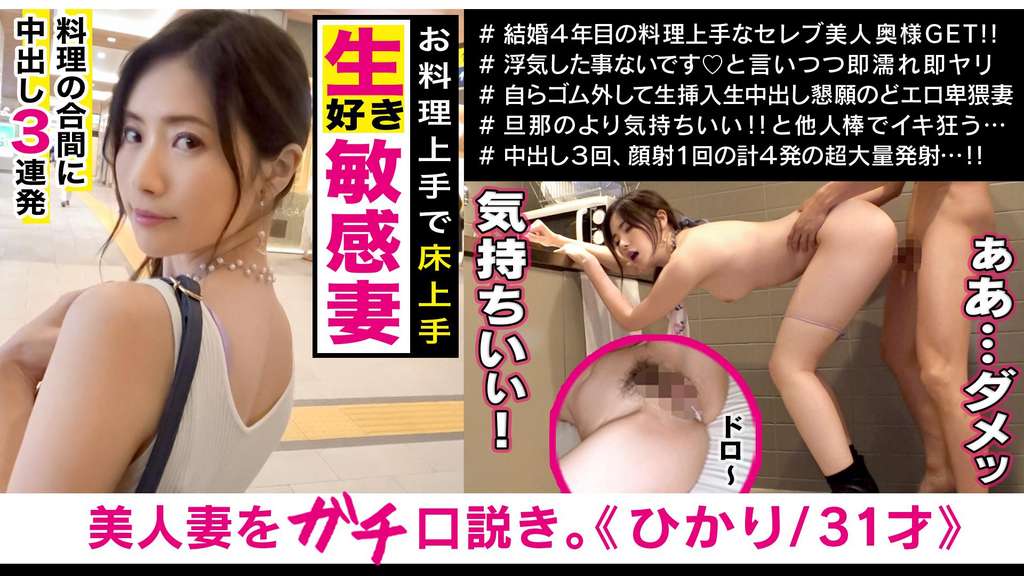 料理の合間に
中出し3連発
お料理上手で床上手
生好き敏感妻
# 結婚4年目の料理上手なセレブ美人奥様GET!!
# 浮気した事ないです♡と言いつつ即濡れ即ヤリ
# 自らゴム外して生挿入生中出し懇願のどエロ卑猥妻
# 旦那のより気持ちいい!!と他人棒でイキ狂う…
# 中出し3回、顔射1回の計4発の超大量発射…!!
気持ちいい!
ああ…ダメッ
ドロ~
美人妻をガチ口説き。《ひかり/31才》